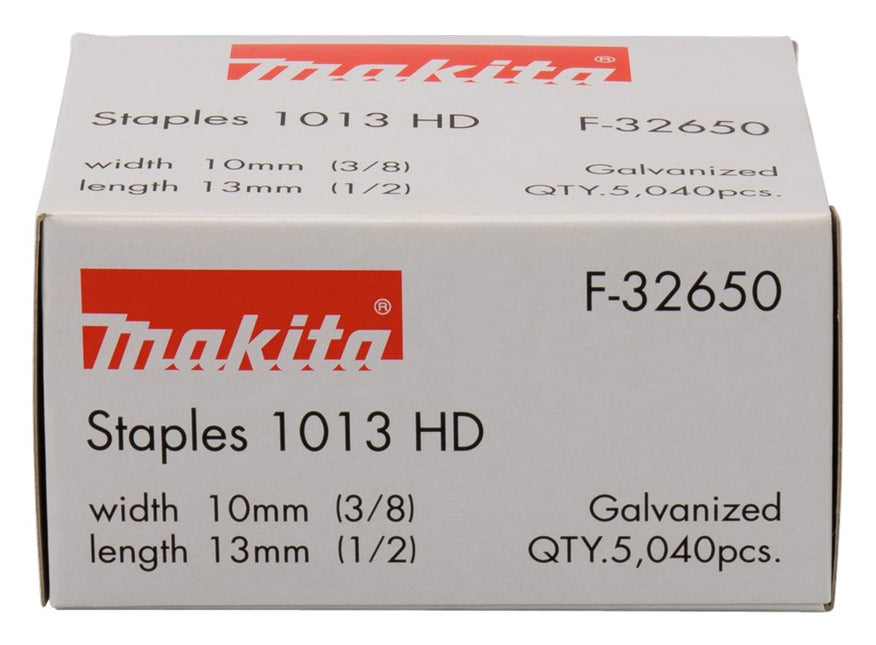 makita®
Staples 1013 HD F-32650
width 10mm (3/8) Galvanized
length 13mm (1/2) QTY.5,040pcs.
makita® F-32650
Staples 1013 HD
width 10mm (3/8) Galvanized
length 13mm (1/2) QTY.5,040pcs.